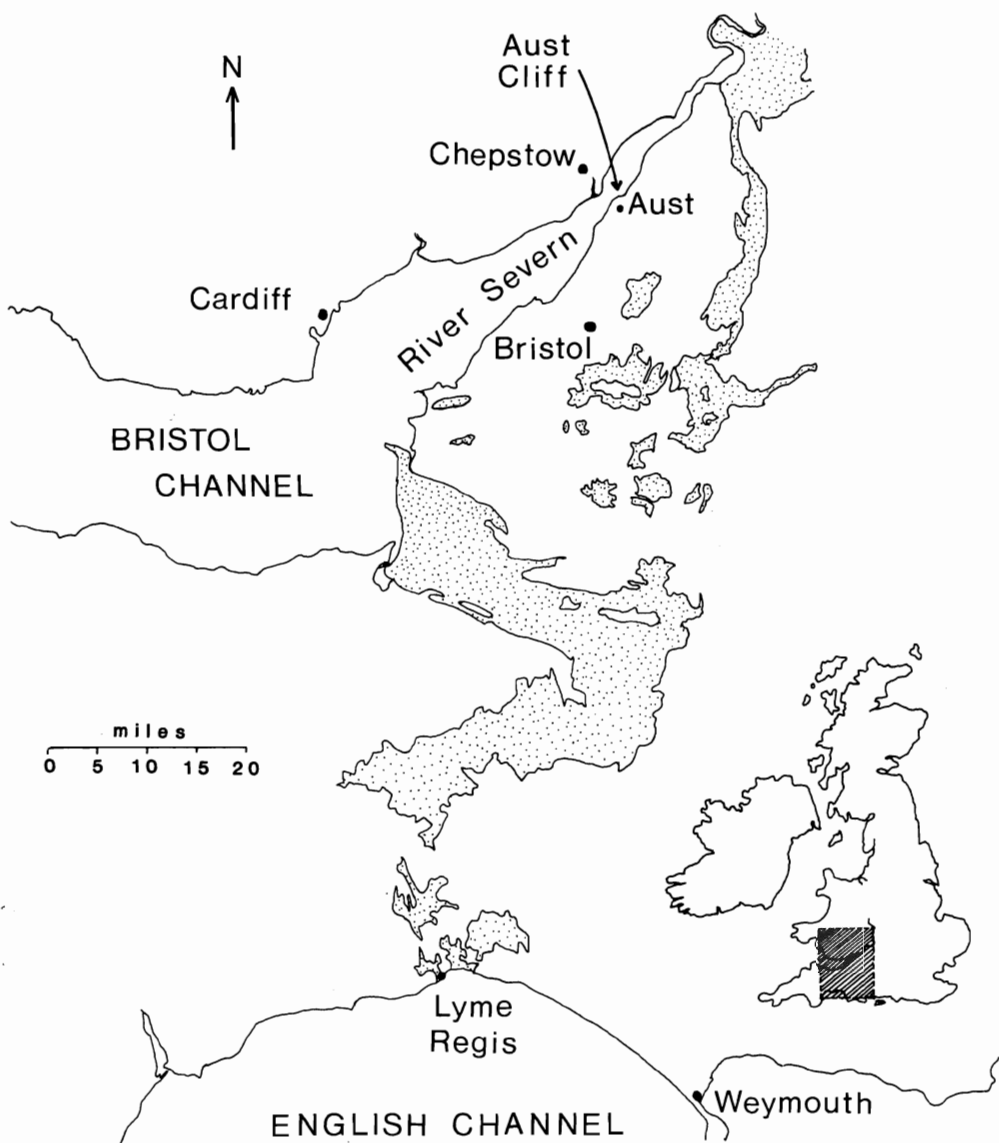 Aust
Cliff
N
Chepstow
Aust
River Severn
Cardiff
Bristol
BRISTOL
CHANNEL
miles
0 5 10 15 20
Lyme
Regis
Weymouth
ENGLISH CHANNEL